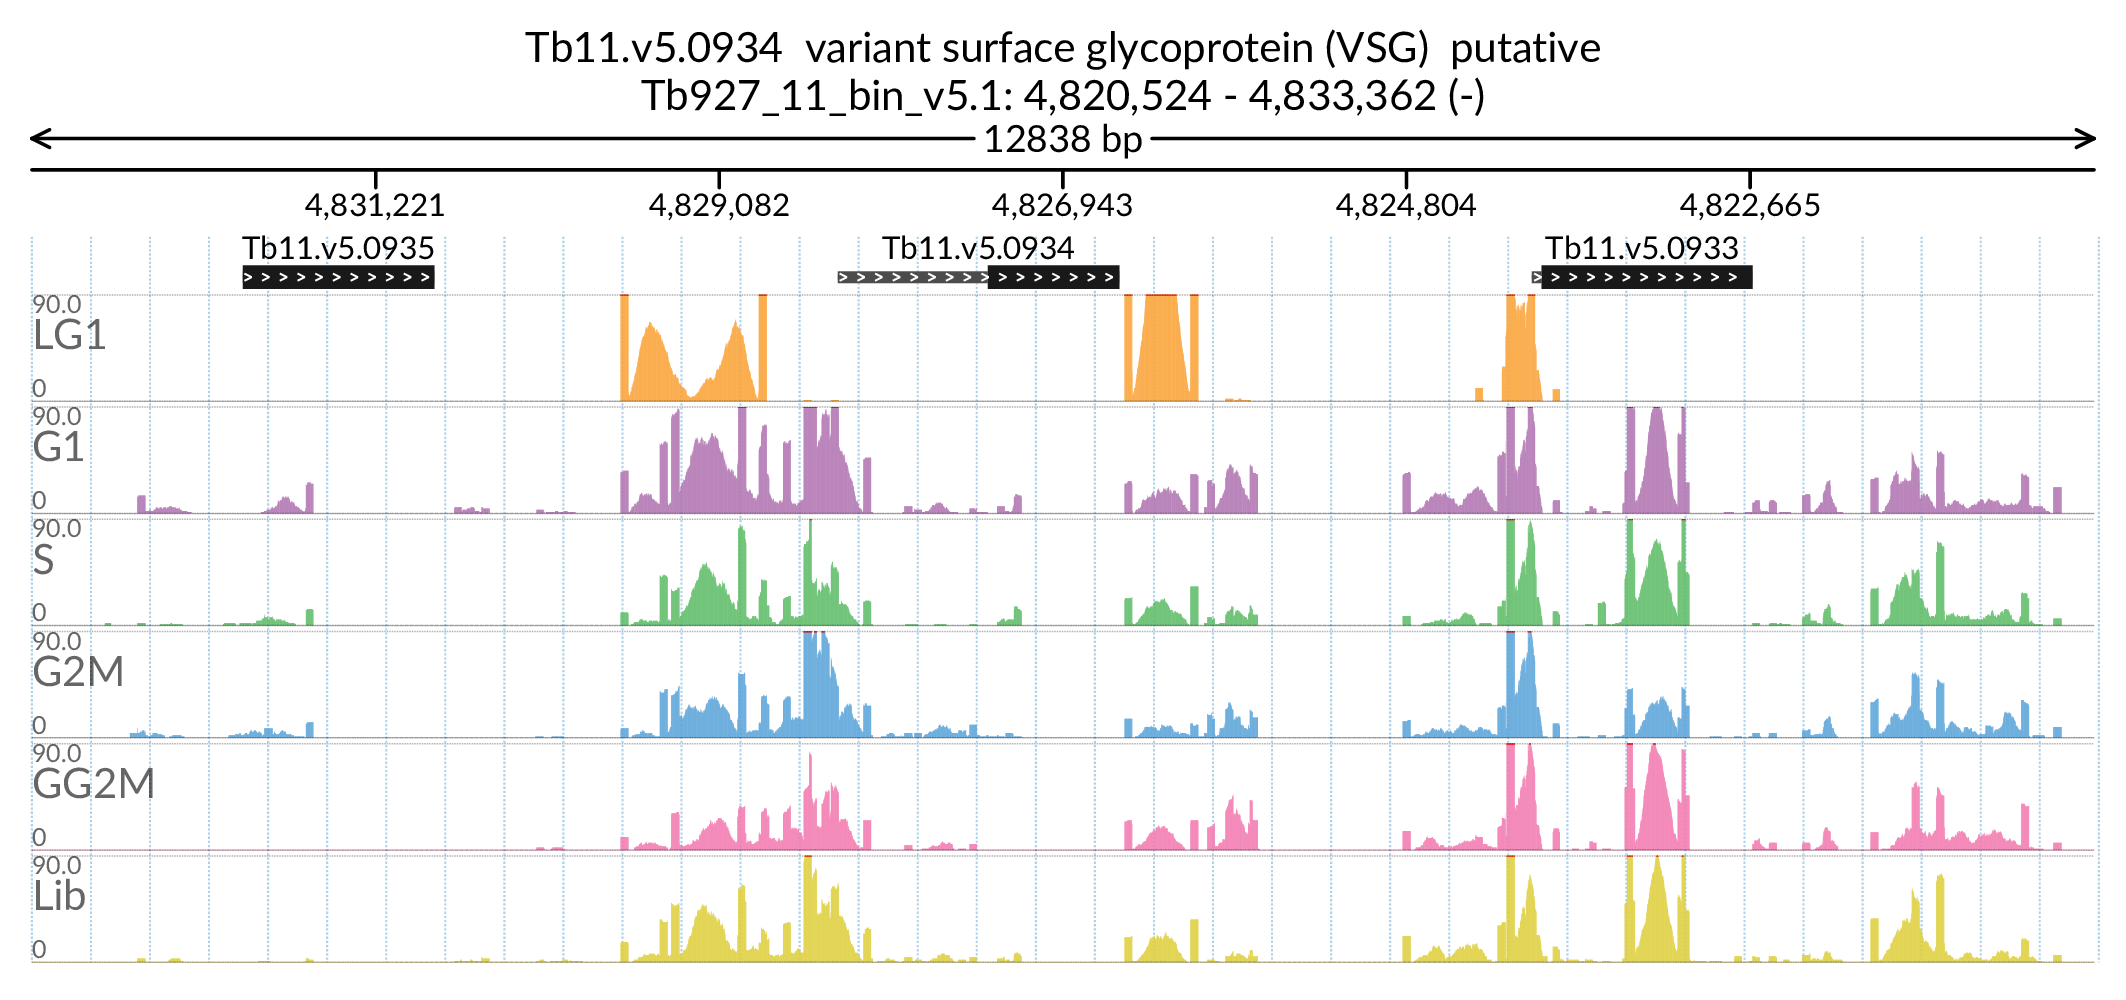 Tb11.v5.0934  variant surface glycoprotein (VSG)  putative
Tb927_11_bin_v5.1: 4,820,524 - 4,833,362 (-)
12838 bp
4,831,221 4,829,082 4,826,943 4,824,804 4,822,665
Tb11.v5.0935 Tb11.v5.0934 Tb11.v5.0933
90.0
LG1
0
90.0
G1
0
90.0
S
0
90.0
G2M
0
90.0
GG2M
0
90.0
Lib
0